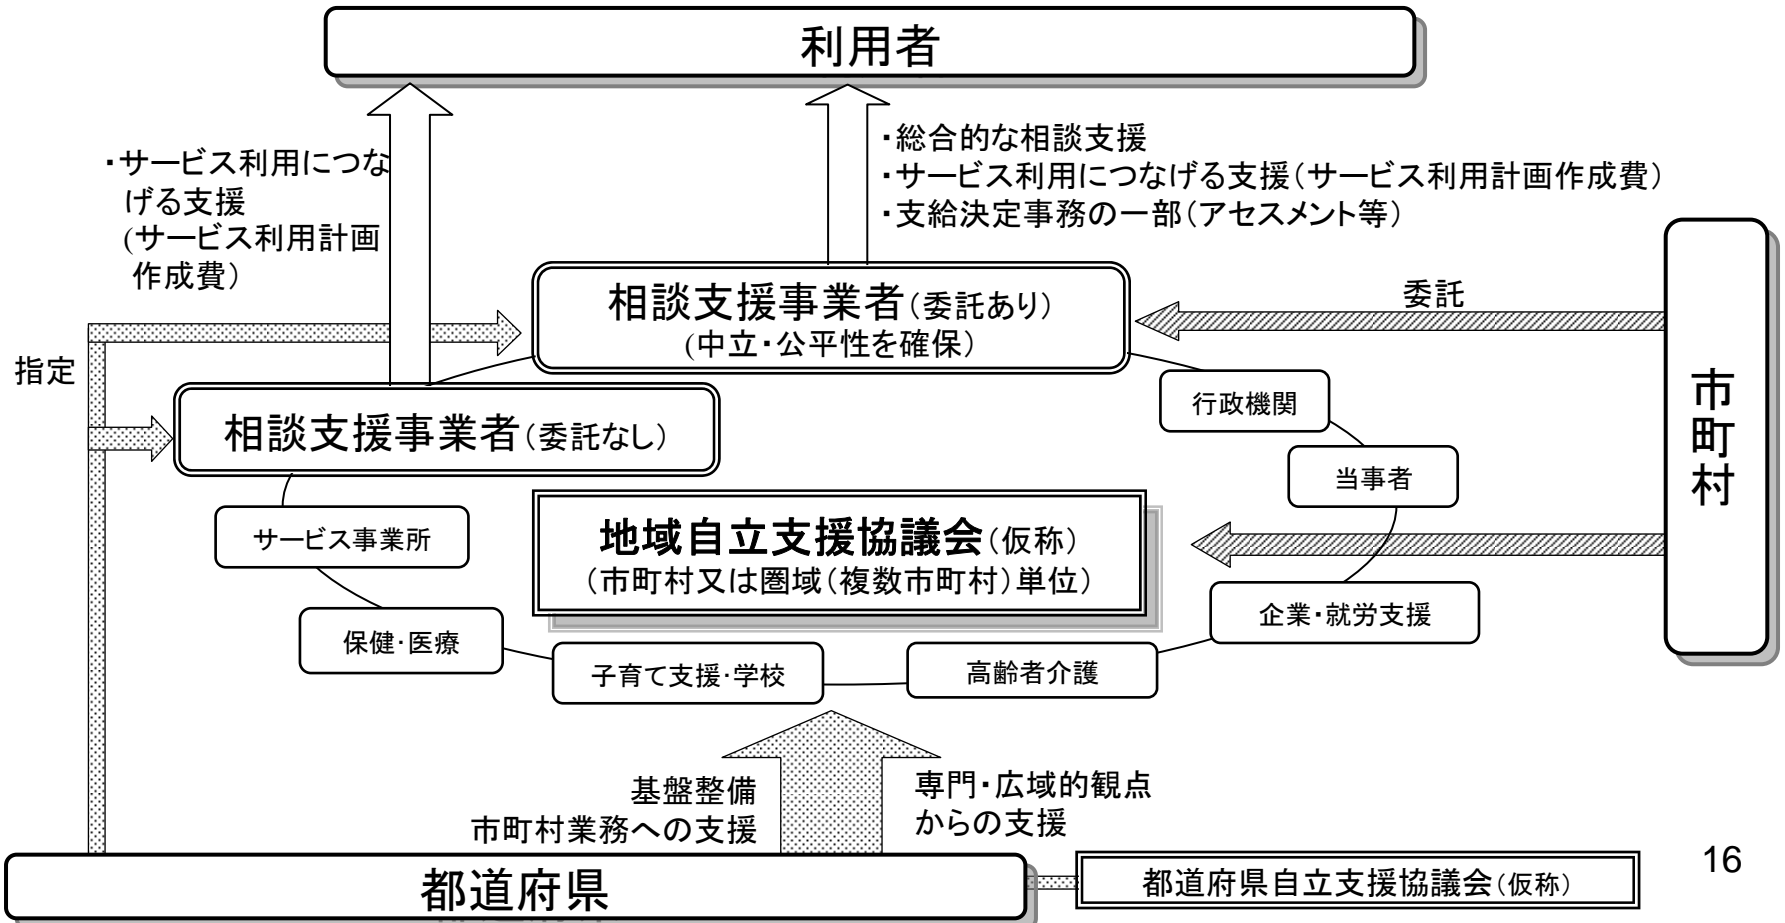 利用者
・サービス利用につな
げる支援
(サービス利用計画
作成費)
・総合的な相談支援
・サービス利用につなげる支援(サービス利用計画作成費)
・支給決定事務の一部(アセスメント等)
相談支援事業者(委託あり)
(中立・公平性を確保)
委託
指定
相談支援事業者(委託なし)
行政機関
市町村
当事者
サービス事業所
地域自立支援協議会(仮称)
(市町村又は圏域(複数市町村)単位)
企業・就労支援
保健・医療
子育て支援・学校
高齢者介護
基盤整備
市町村業務への支援
専門・広域的観点
からの支援
都道府県
都道府県自立支援協議会(仮称)
16